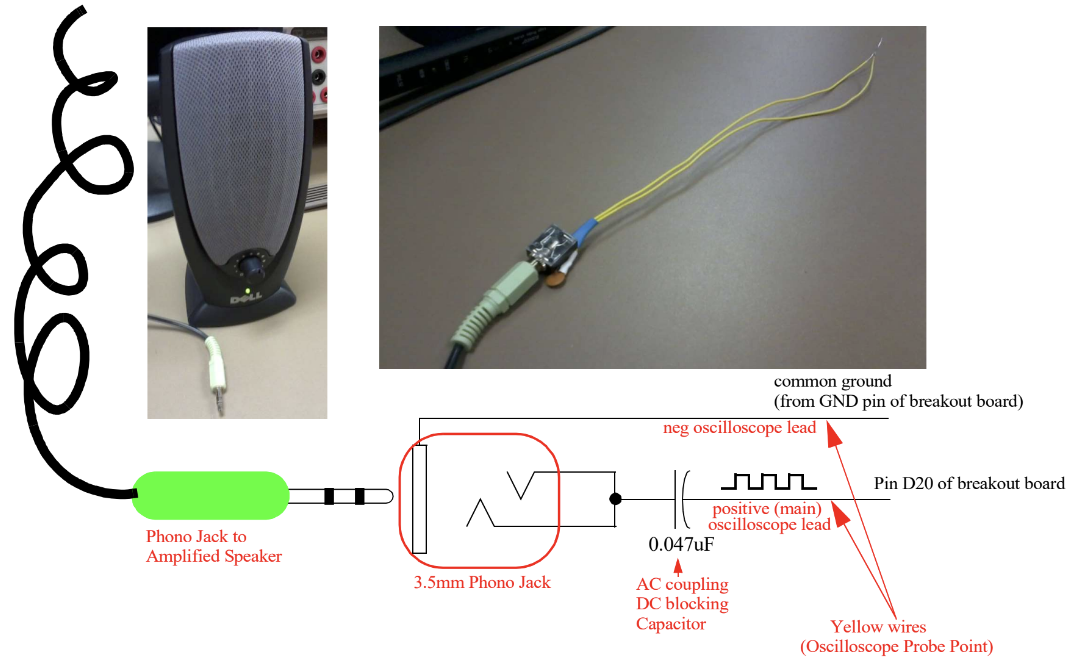 DELL
common ground
(from GND pin of breakout board)
neg oscilloscope lead
Pin D20 of breakout board
positive (main)
oscilloscope lead
Phono Jack to
Amplified Speaker
3.5mm Phono Jack
0.047uF
AC coupling
DC blocking
Capacitor
Yellow wires
(Oscilloscope Probe Point)